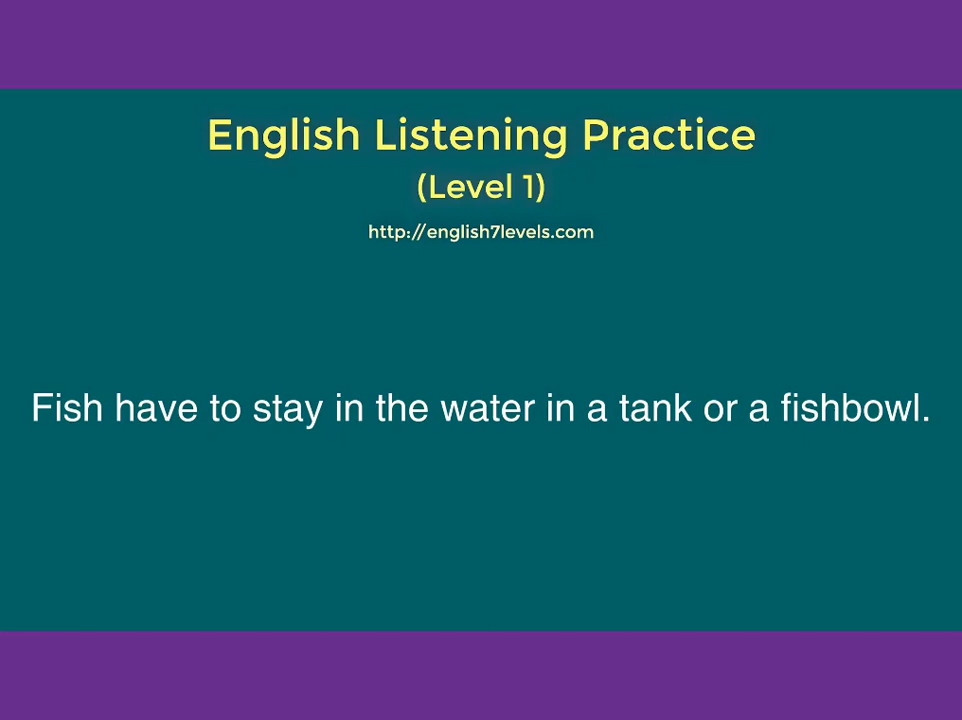 English Listening Practice
(Level 1)
http://english7levels.com
Fish have to stay in the water in a tank or a fishbowl.